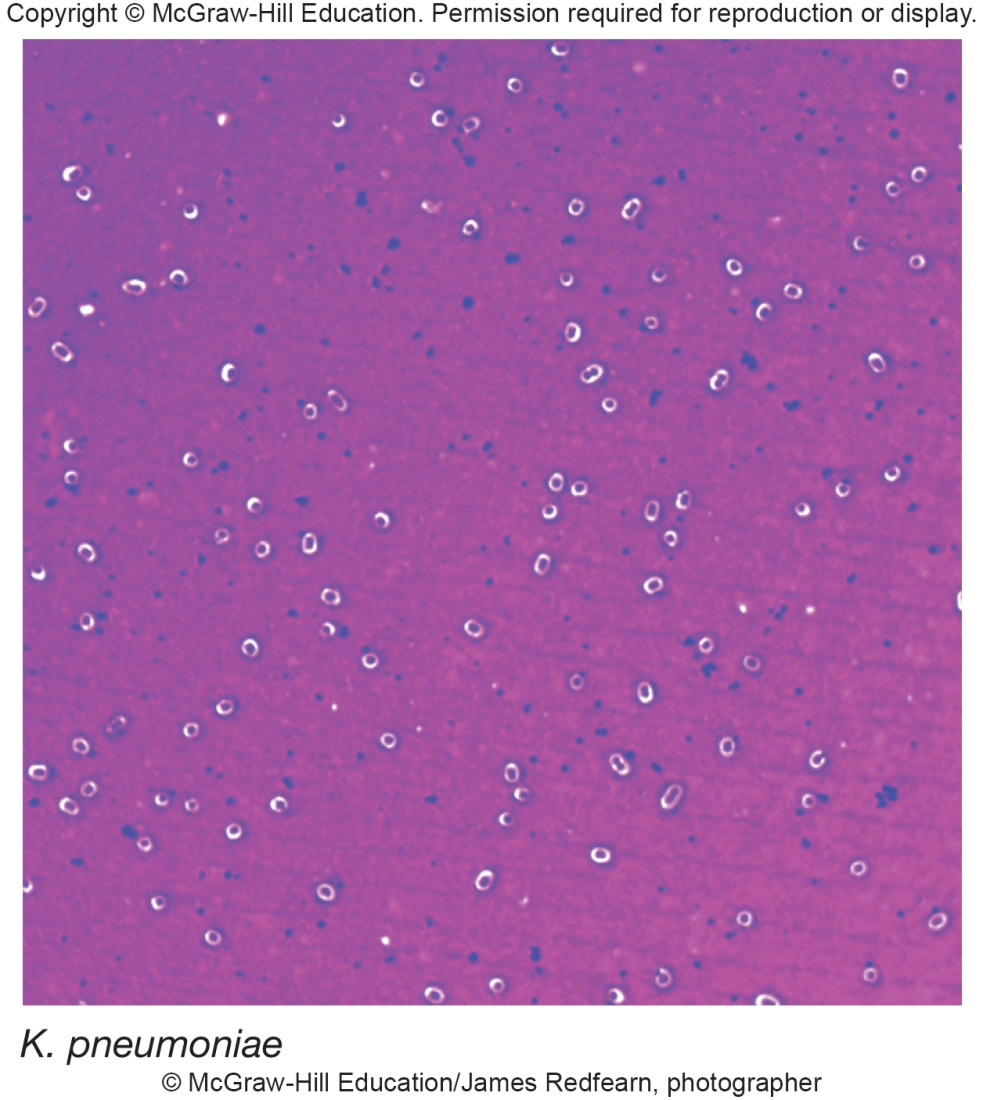 Copyright © McGraw-Hill Education. Permission required for reproduction or display.
K. pneumoniae
© McGraw-Hill Education/James Redfearn, photographer